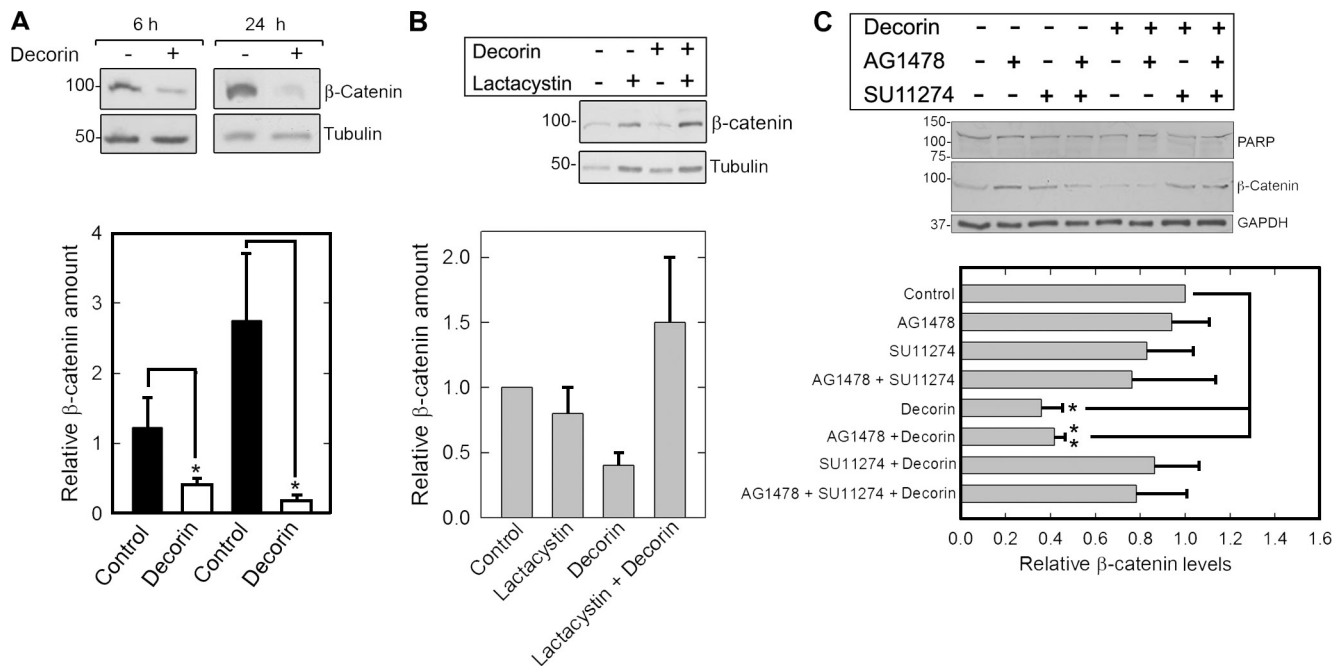 A
6 h
24 h
Decorin - + - +
100-
β-Catenin
50-
Tubulin
Relative β-catenin amount
4
3
2
1
0
*
*
Control
Decorin
Control
Decorin
B
Decorin - - + +
Lactacystin - + - +
100-
β-catenin
50-
Tubulin
Relative β-catenin amount
2.0
1.5
1.0
0.5
0.0
Control
Lactacystin
Decorin
Lactacystin + Decorin
C
Decorin - - - - + + + +
AG1478 - + - + - + - +
SU11274 - - + + - - + +
150-
100-
75-
PARP
100-
β-Catenin
37-
GAPDH
Control
AG1478
SU11274
AG1478 + SU11274
Decorin
*
AG1478 +Decorin
*
*
SU11274 + Decorin
AG1478 + SU11274 + Decorin
0.0 0.2 0.4 0.6 0.8 1.0 1.2 1.4 1.6
Relative β-catenin levels